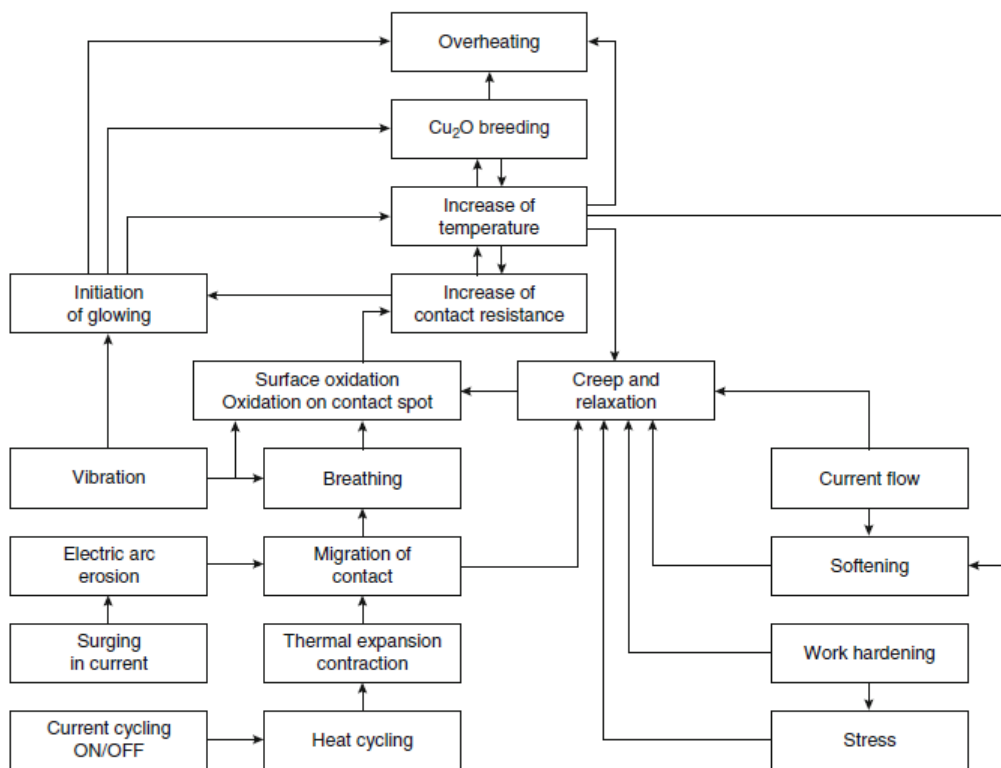 Overheating
Cu₂O breeding
Increase of
temperature
Initiation
of glowing
Increase of
contact resistance
Surface oxidation
Oxidation on contact spot
Creep and
relaxation
Vibration
Breathing
Current flow
Electric arc
erosion
Migration of
contact
Softening
Surging
in current
Thermal expansion
contraction
Work hardening
Current cycling
ON/OFF
Heat cycling
Stress